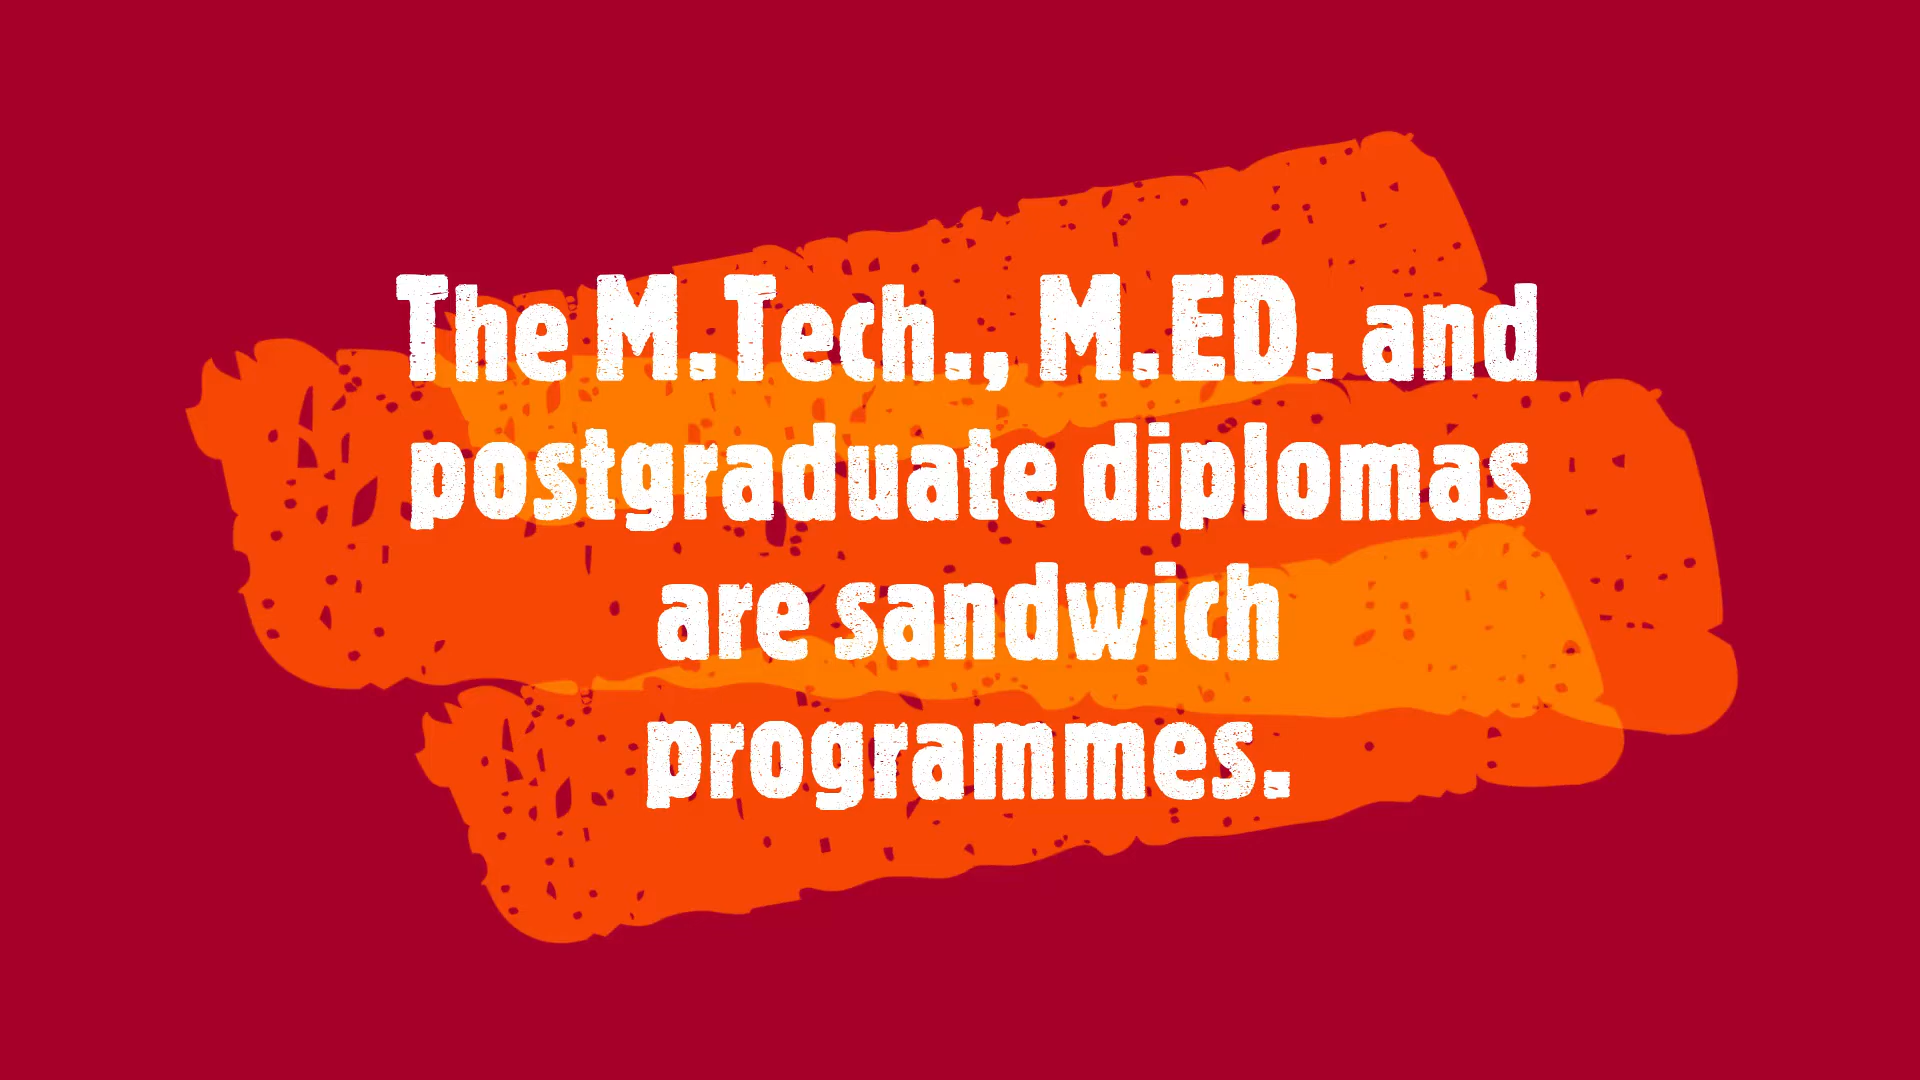 The M.Tech., M.ED. and
postgraduate diplomas
are sandwich
programmes.